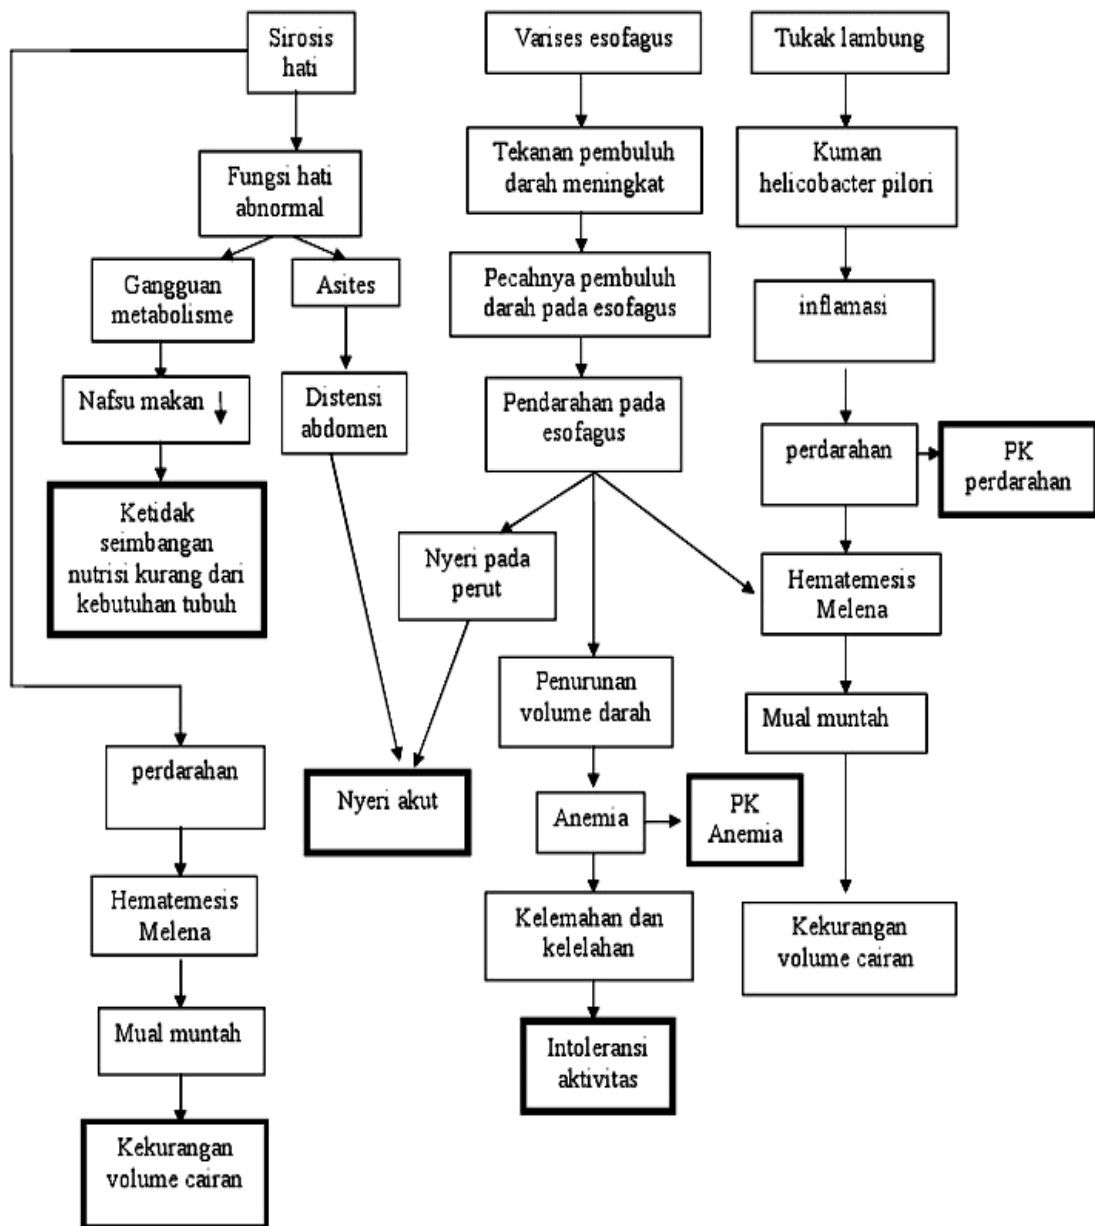 Sirosis
hati
Varises esofagus
Tukak lambung
Fungsi hati
abnormal
Tekanan pembuluh
darah meningkat
Kuman
helicobacter pilori
Gangguan
metabolisme
Asites
Pecahnya pembuluh
darah pada esofagus
inflamasi
Nafsu makan ↓
Distensi
abdomen
Pendarahan pada
esofagus
perdarahan
PK
perdarahan
Ketidak
seimbangan
nutrisi kurang dari
kebutuhan tubuh
Nyeri pada
perut
Hematemesis
Melena
Penurunan
volume darah
Mual muntah
perdarahan
Nyeri akut
Anemia
PK
Anemia
Hematemesis
Melena
Kelemahan dan
kelelahan
Kekurangan
volume cairan
Mual muntah
Intoleransi
aktivitas
Kekurangan
volume cairan